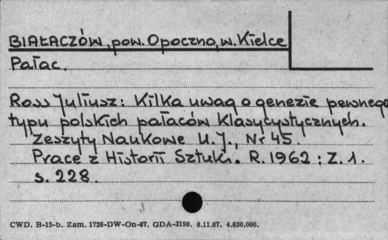 BIAŁACZÓW, pow. Opoczno, w. Kielce
Pałac.
Ross Juliusz: Kilka uwag o genezie pewnego
typu polskich pałaców klasycystycznych.
Zeszyty Naukowe U.J., Nr 45.
Prace z Historii Sztuki. R. 1962 : Z. 1.
s. 228.
CWD. B-15-b. Zam. 1726-DW-On-67. GDA-3198. 8.11.67. 4.630.000.